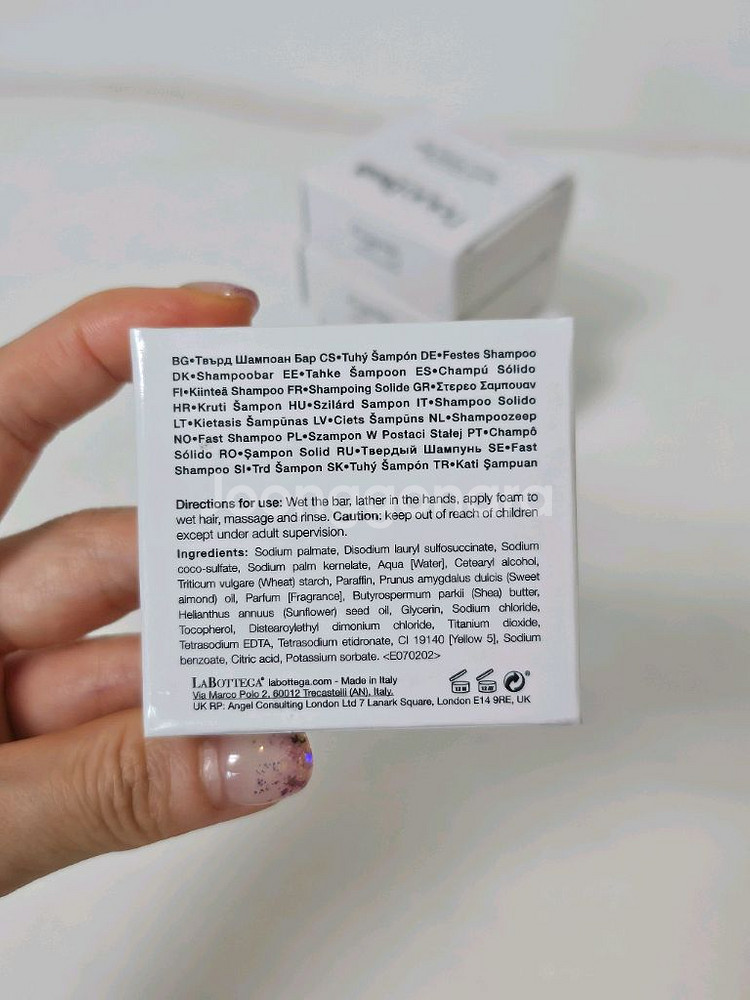 BG•Твърд Шампоан Бар CS•Tuhý Šampón DE•Festes Shampoo
DK•Shampoobar EE•Tahke Šampoon ES•Champú Sólido
FI•Kiinteä Shampoo FR•Shampoing Solide GR•Στερεο Σαμπουαν
HR•Kruti Šampon HU•Szilárd Sampon IT•Shampoo Solido
LT•Kietasis Šampūnas LV•Ciets Šampūns NL•Shampoozeep
NO•Fast Shampoo PL•Szampon W Postaci Stałej PT•Champô
Sólido RO•Şampon Solid RU•Твердый Шампунь SE•Fast
Shampoo SI•Trd Šampon SK•Tuhý Šampón TR•Kati Şampuan
Directions for use: Wet the bar, lather in the hands, apply foam to
wet hair, massage and rinse. Caution: keep out of reach of children
except under adult supervision.
Ingredients: Sodium palmate, Disodium lauryl sulfosuccinate, Sodium
coco-sulfate, Sodium palm kernelate, Aqua [Water], Cetearyl alcohol,
Triticum vulgare (Wheat) starch, Paraffin, Prunus amygdalus dulcis (Sweet
almond) oil, Parfum [Fragrance], Butyrospermum parkii (Shea) butter,
Helianthus annuus (Sunflower) seed oil, Glycerin, Sodium chloride,
Tocopherol, Distearoylethyl dimonium chloride, Titanium dioxide,
Tetrasodium EDTA, Tetrasodium etidronate, CI 19140 [Yellow 5], Sodium
benzoate, Citric acid, Potassium sorbate. <E070202>
LABOTTEGA® labottega.com - Made in Italy
Via Marco Polo 2, 60012 Trecastelli (AN), Italy.
UK RP: Angel Consulting London Ltd 7 Lanark Square, London E14 9RE, UK